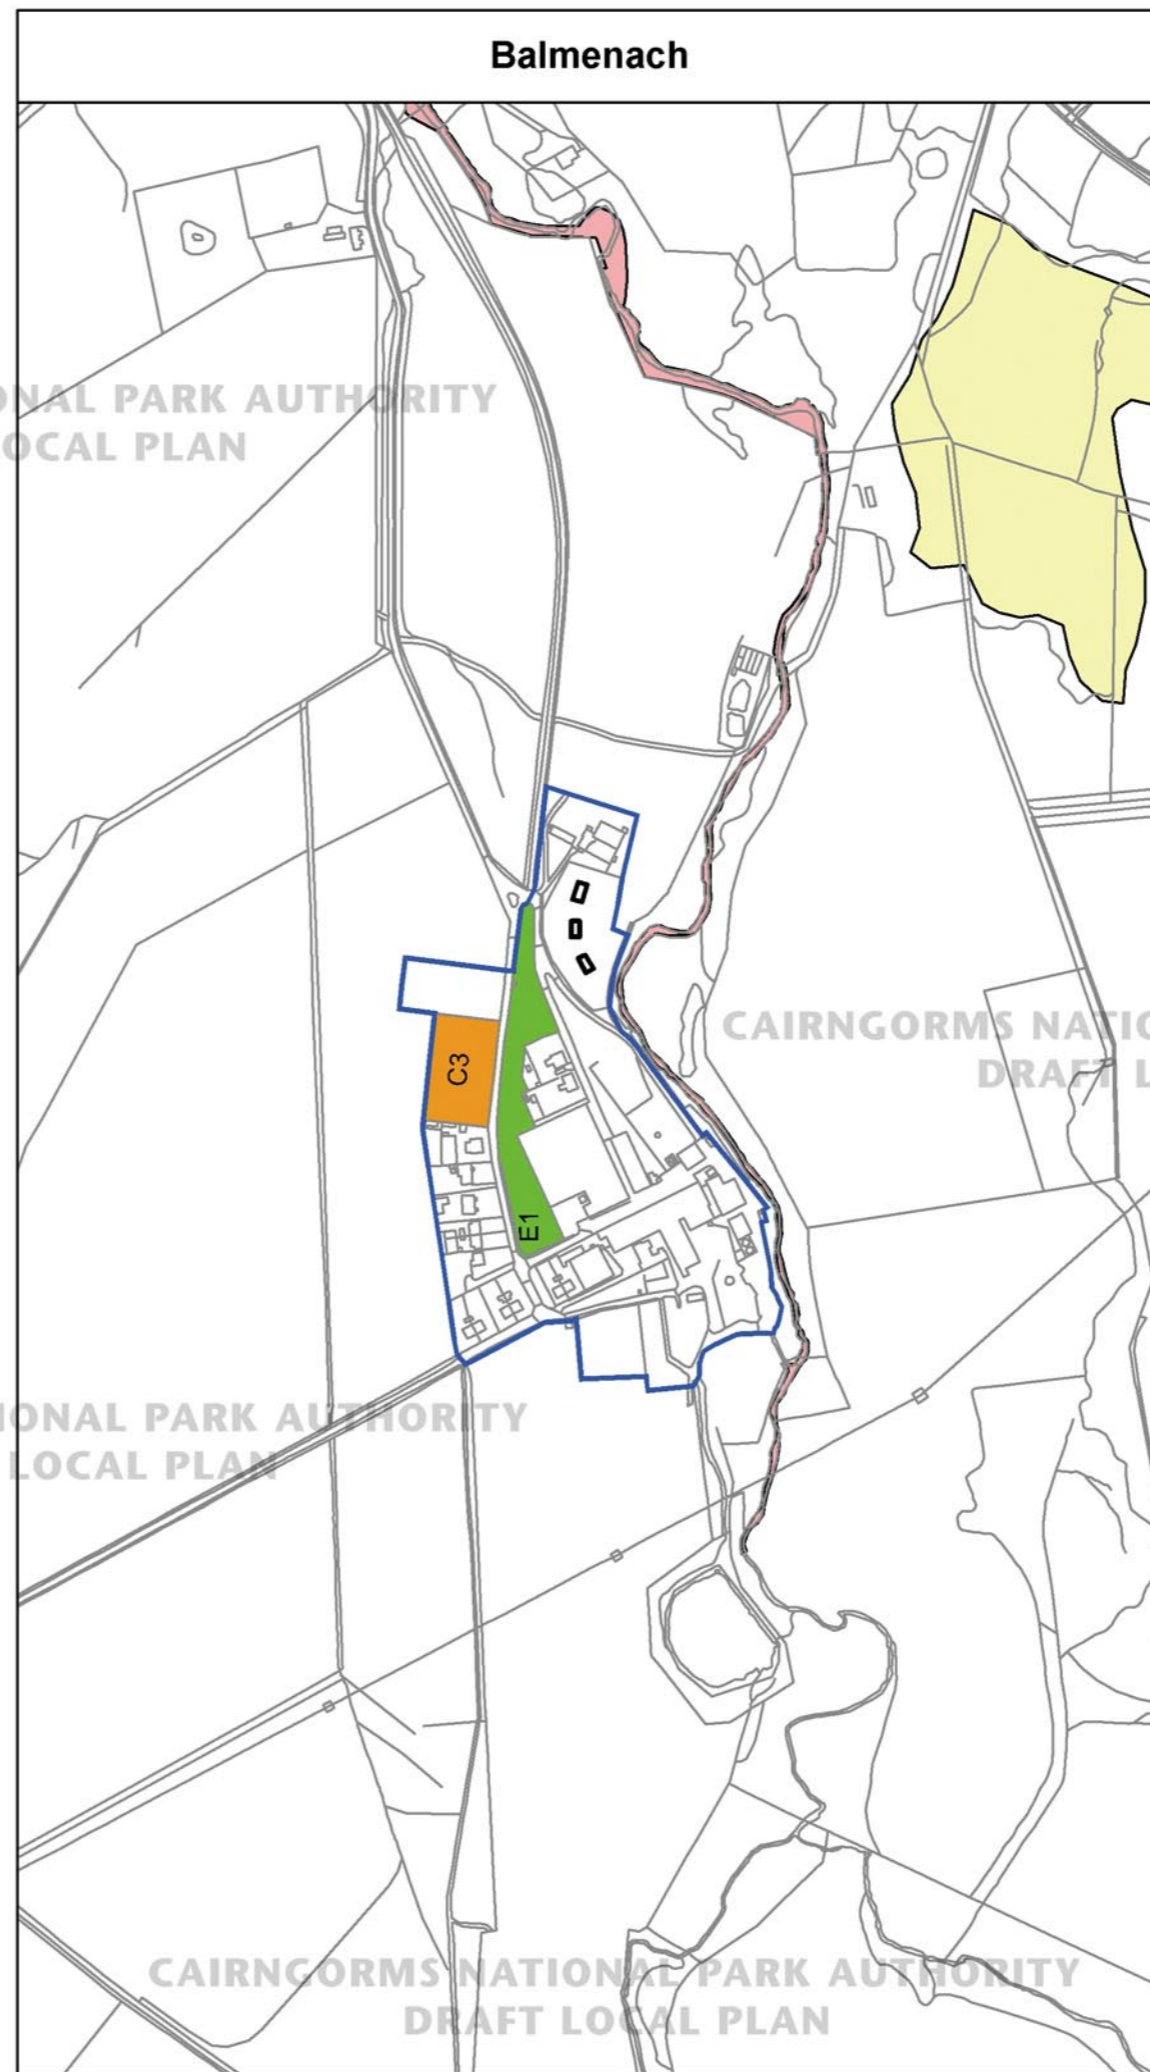 Balmenach
ONAL PARK AUTHORITY
OCAL PLAN
CAIRNGORMS NATIO
DRAFT L
C3
E1
IONAL PARK AUTHORITY
LOCAL PLAN
CAIRNGORMS NATIONAL PARK AUTHORITY
DRAFT LOCAL PLAN